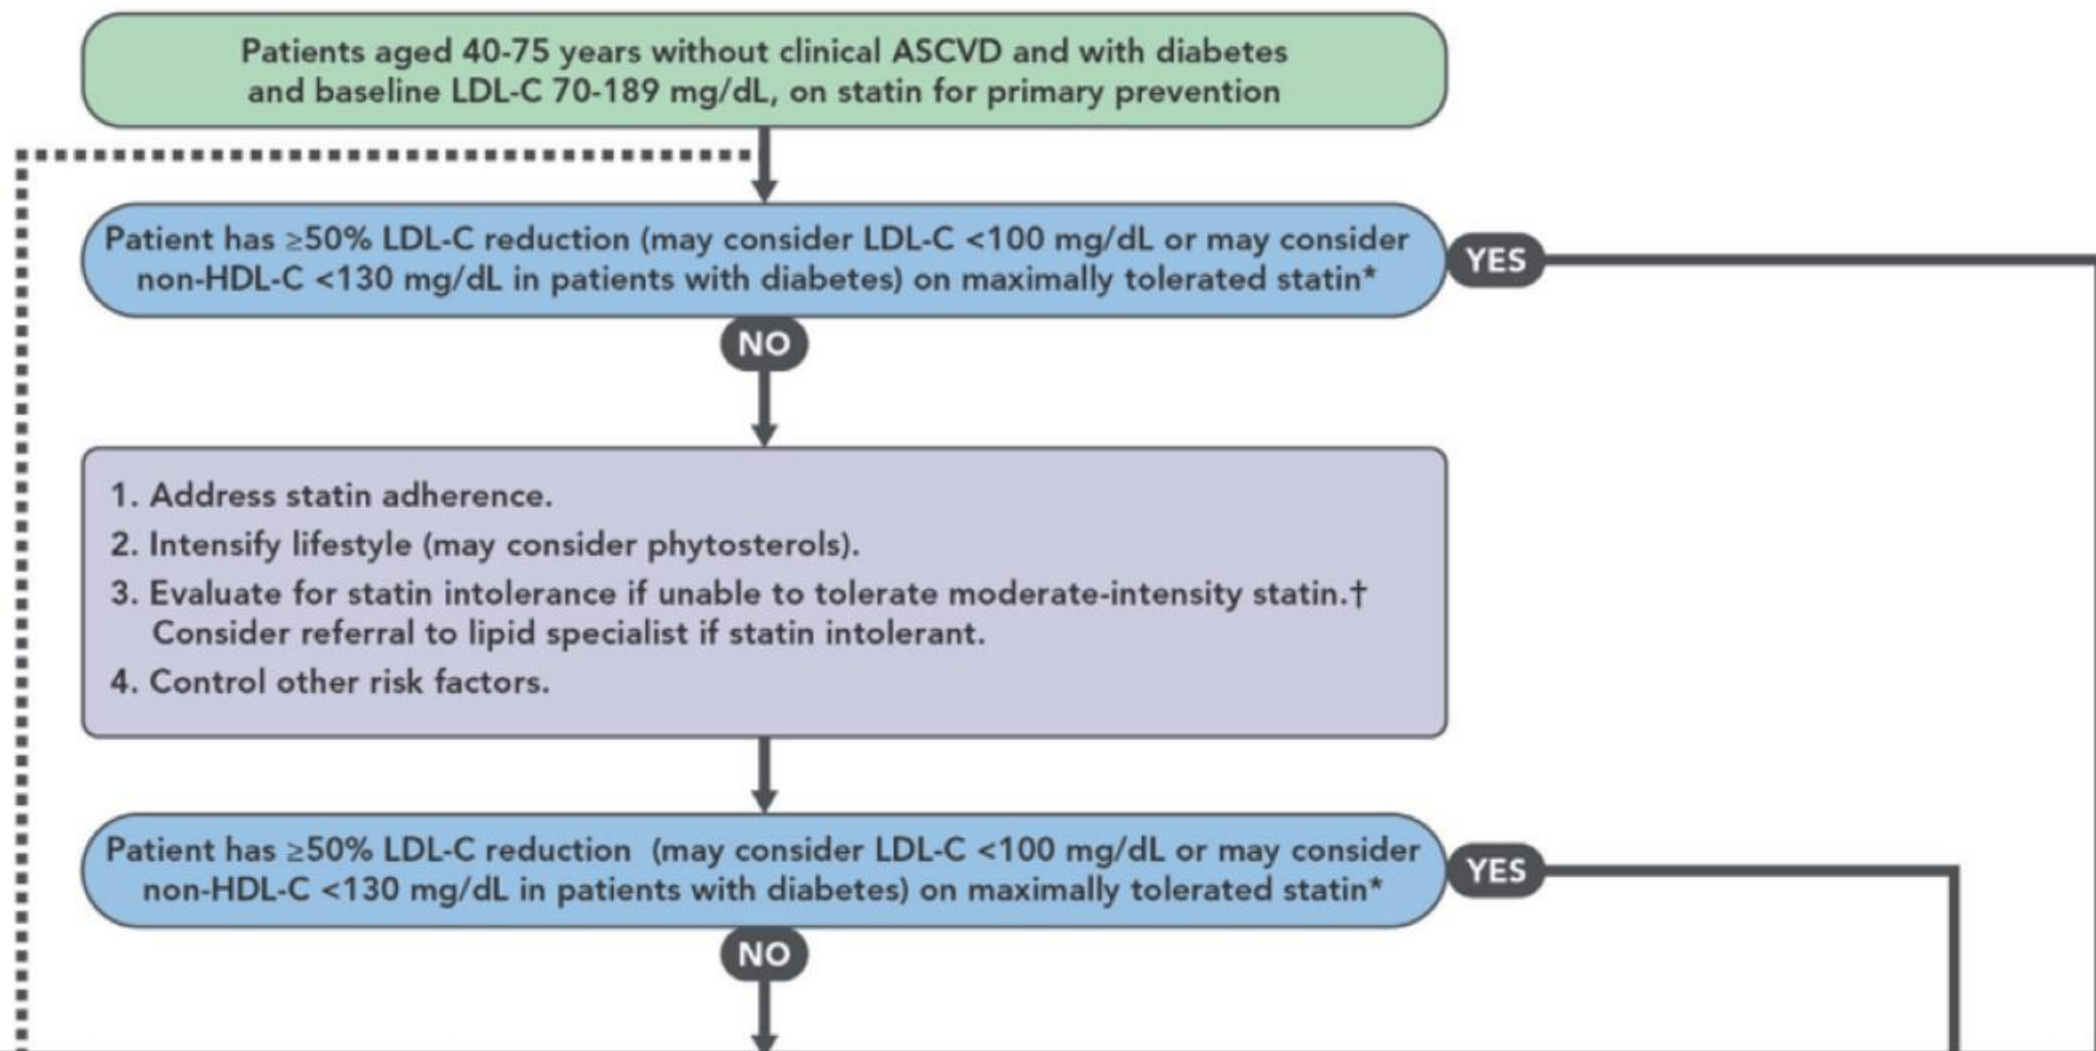 Patients aged 40-75 years without clinical ASCVD and with diabetes
and baseline LDL-C 70-189 mg/dL, on statin for primary prevention
Patient has ≥50% LDL-C reduction (may consider LDL-C <100 mg/dL or may consider
non-HDL-C <130 mg/dL in patients with diabetes) on maximally tolerated statin*
YES
NO
1. Address statin adherence.
2. Intensify lifestyle (may consider phytosterols).
3. Evaluate for statin intolerance if unable to tolerate moderate-intensity statin.†
Consider referral to lipid specialist if statin intolerant.
4. Control other risk factors.
Patient has ≥50% LDL-C reduction (may consider LDL-C <100 mg/dL or may consider
non-HDL-C <130 mg/dL in patients with diabetes) on maximally tolerated statin*
YES
NO